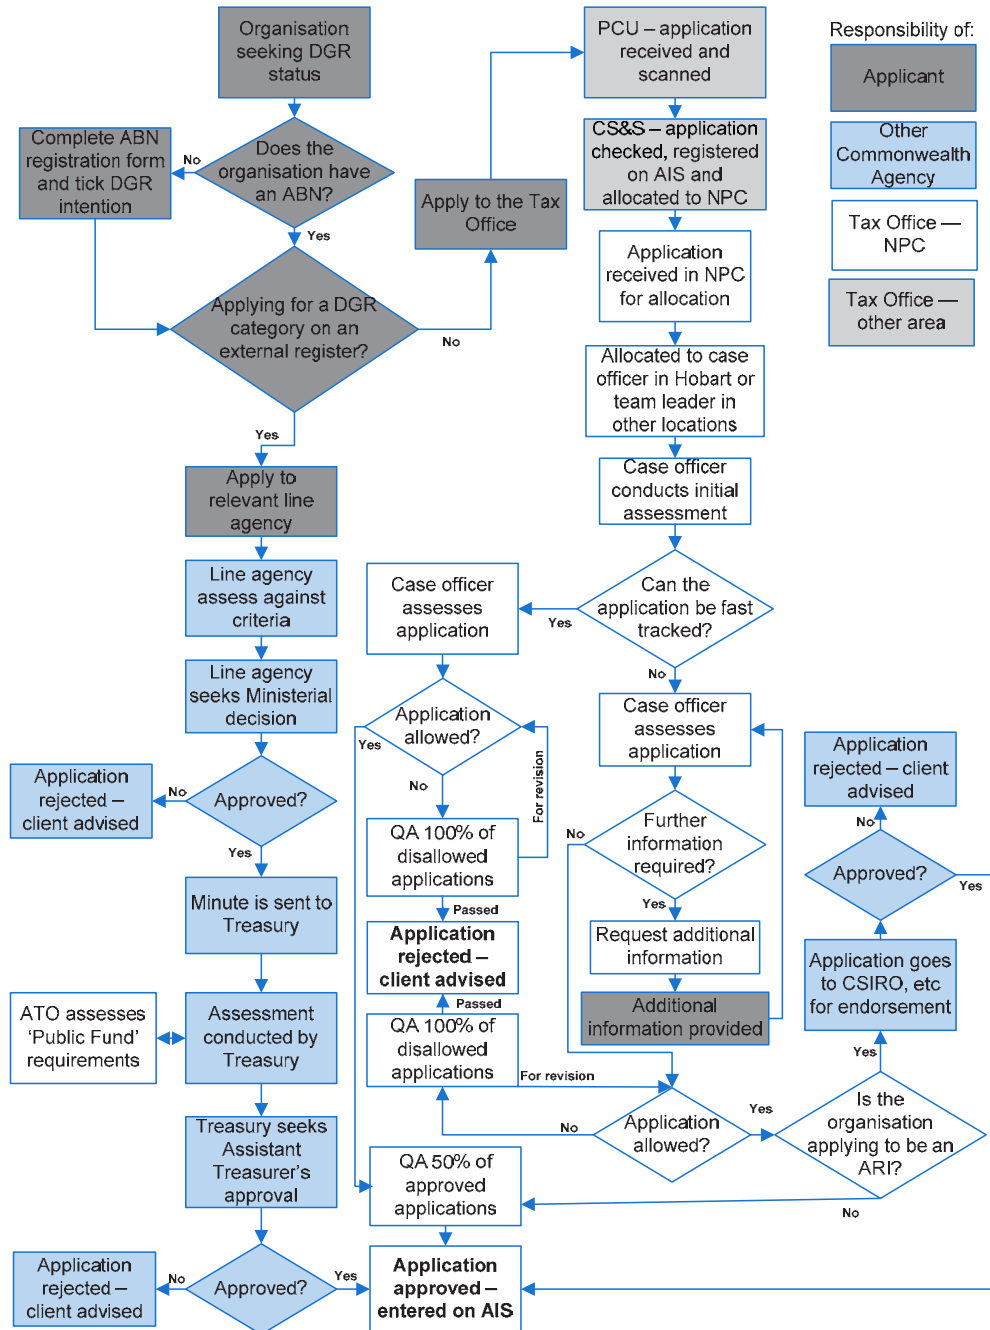 Organisation
seeking DGR
status
Does the
organisation have
an ABN?
No
Complete ABN
registration form
and tick DGR
intention
Yes
Applying for a DGR
category on an
external register?
No
Apply to the Tax
Office
Yes
Apply to
relevant line
agency
Line agency
assess against
criteria
Line agency
seeks Ministerial
decision
Approved?
No
Application
rejected –
client advised
Yes
Minute is sent to
Treasury
Assessment
conducted by
Treasury
ATO assesses
‘Public Fund’
requirements
Treasury seeks
Assistant
Treasurer’s
approval
Approved?
No
Application
rejected –
client advised
Yes
PCU – application
received and
scanned
CS&S – application
checked, registered
on AIS and
allocated to NPC
Application
received in NPC
for allocation
Allocated to case
officer in Hobart or
team leader in
other locations
Case officer
conducts initial
assessment
Can the
application be fast
tracked?
Yes
Case officer
assesses
application
Application
allowed?
Yes
No
For revision
QA 100% of
disallowed
applications
Passed
Application
rejected –
client advised
Passed
QA 100% of
disallowed
applications
For revision
No
Case officer
assesses
application
Further
information
required?
No
Yes
Request additional
information
Additional
information provided
Application
allowed?
No
Yes
Is the
organisation
applying to be an
ARI?
Yes
Application goes
to CSIRO, etc
for endorsement
Approved?
No
Application
rejected – client
advised
Yes
No
QA 50% of
approved
applications
Application
approved –
entered on AIS
Responsibility of:
Applicant
Other
Commonwealth
Agency
Tax Office —
NPC
Tax Office —
other area